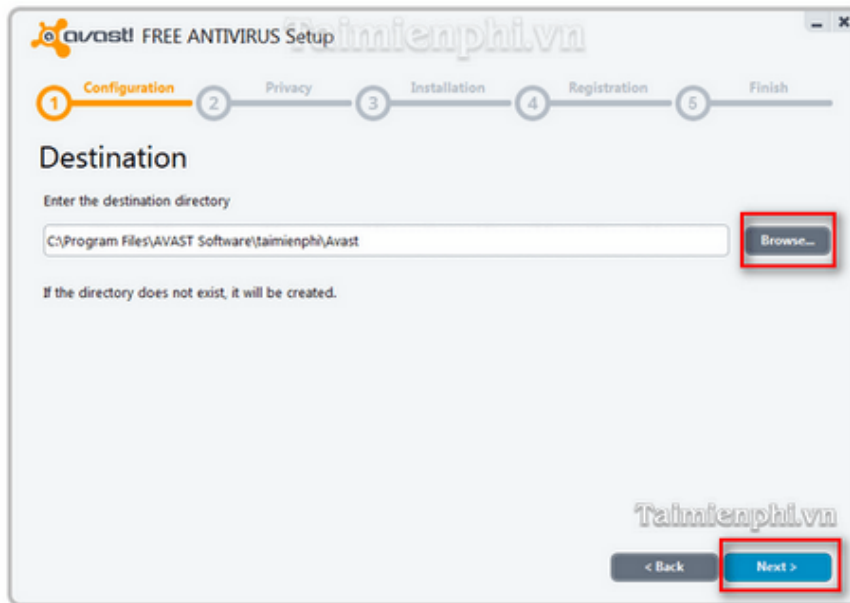 avast! FREE ANTIVIRUS Setup
Taimienphi.vn
Configuration Privacy Installation Registration Finish
1 2 3 4 5
Destination
Enter the destination directory
C:\Program Files\AVAST Software\taimienphi\Avast
Browse...
If the directory does not exist, it will be created.
Taimienphi.vn
< Back Next >